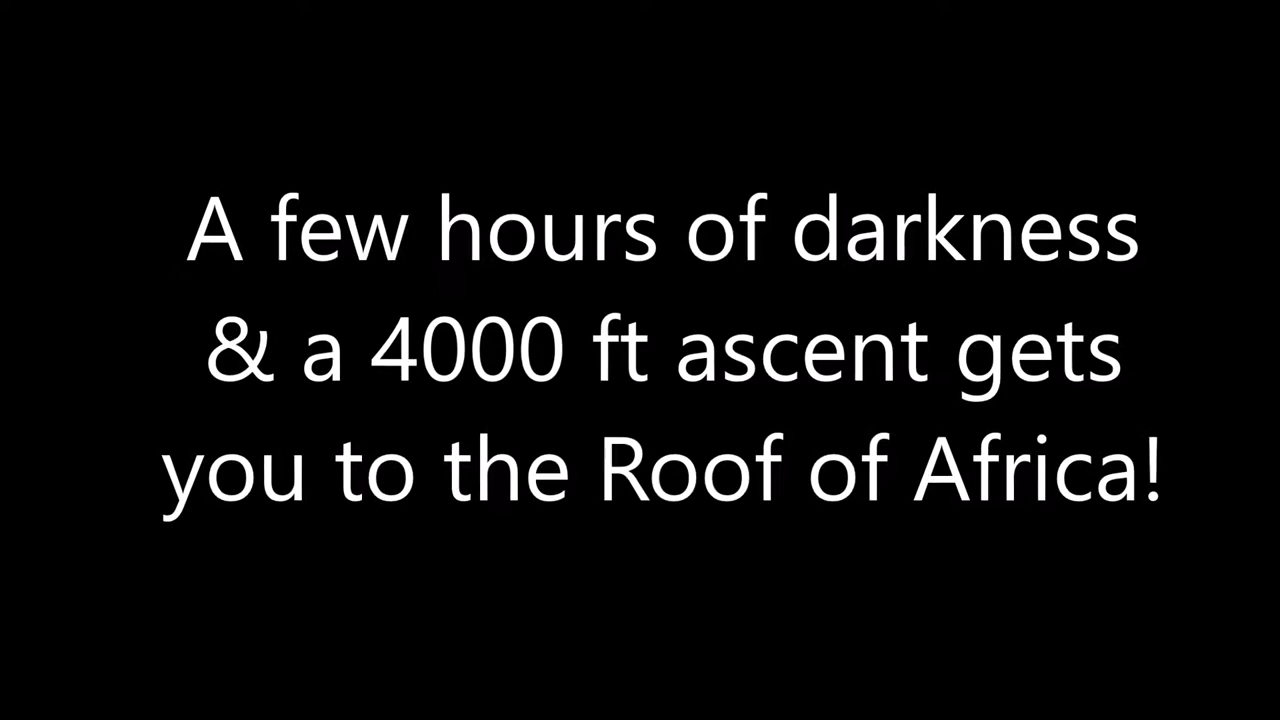 A few hours of darkness
& a 4000 ft ascent gets
you to the Roof of Africa!